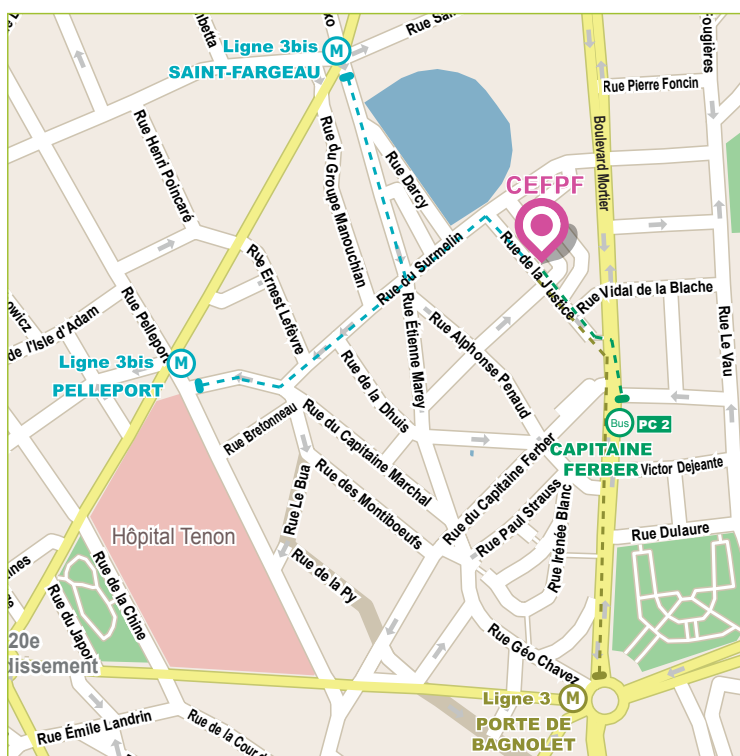 Ligne 3bis
M
SAINT-FARGEAU
Rue Pierre Foncin
Boulevard Mortier
Rue Henri Poincaré
Rue du Groupe Manouchian
Rue Darcy
CEFPF
Rue de la Justice
Rue du Surmelin
Rue Ernest Lefèvre
Rue Vidal de la Blache
Rue Pelleport
de l'Isle d'Adam
Rue Étienne Marey
Rue Alphonse Penaud
Rue Le Vau
Ligne 3bis
M
PELLEPORT
Rue de la Dhuis
Rue Bretonneau
Rue du Capitaine Marchal
Bus
PC 2
CAPITAINE
FERBER
Rue du Capitaine Ferber
Victor Dejeante
Rue Le Bua
Rue des Montiboeufs
Rue Paul Strauss
Rue Irénée Blanc
Hôpital Tenon
Rue Dulaure
Rue de la Py
Rue de la Chine
Rue du Japon
20e
dissement
Rue Géo Chavez
Ligne 3
M
PORTE DE
BAGNOLET
Rue Émile Landrin